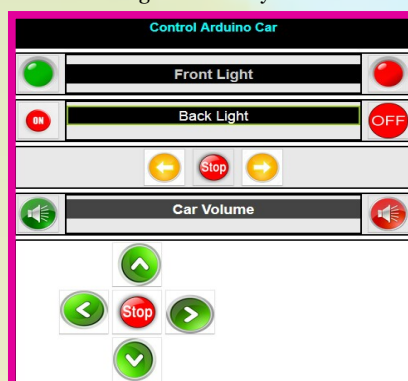 Control Arduino Car
Front Light
ON
Back Light
OFF
Stop
Car Volume
Stop